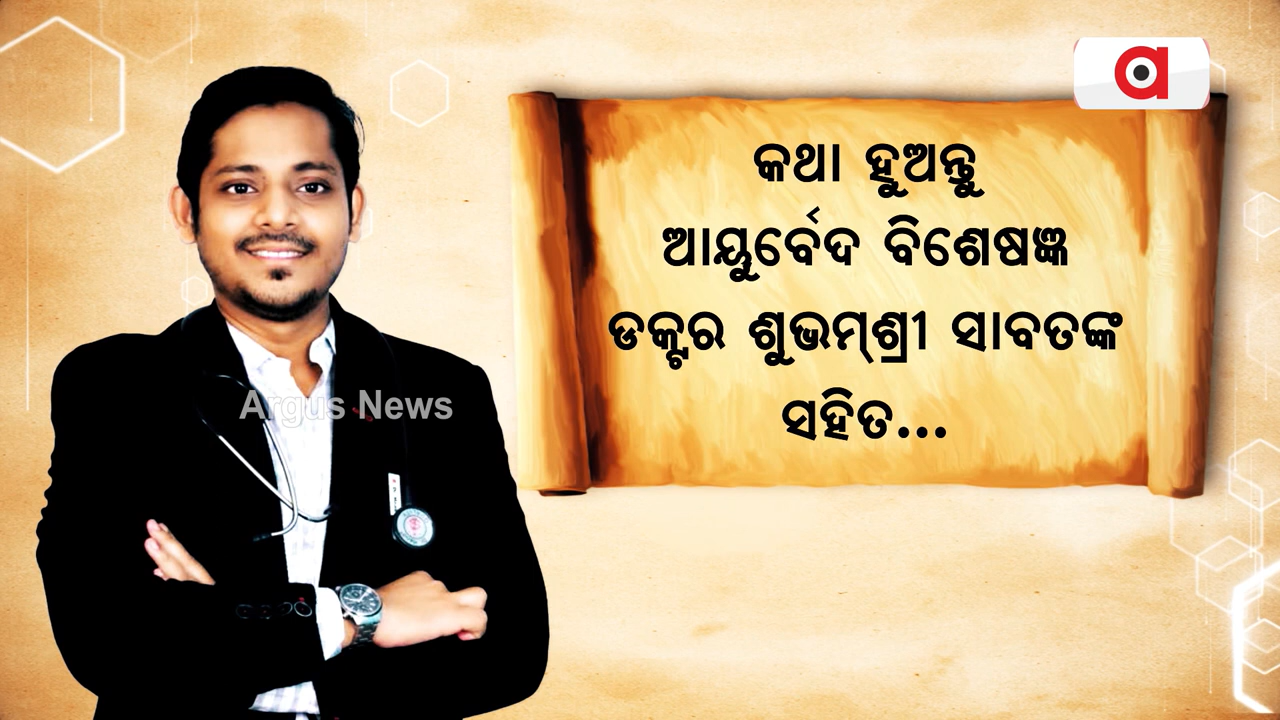 କଥା ହୁଅନ୍ତୁ
ଆୟୁର୍ବେଦ ବିଶେଷଜ୍ଞ
ଡକ୍ଟର ଶୁଭମ୍‌ଶ୍ରୀ ସାବତଙ୍କ
ସହିତ...
Argus News